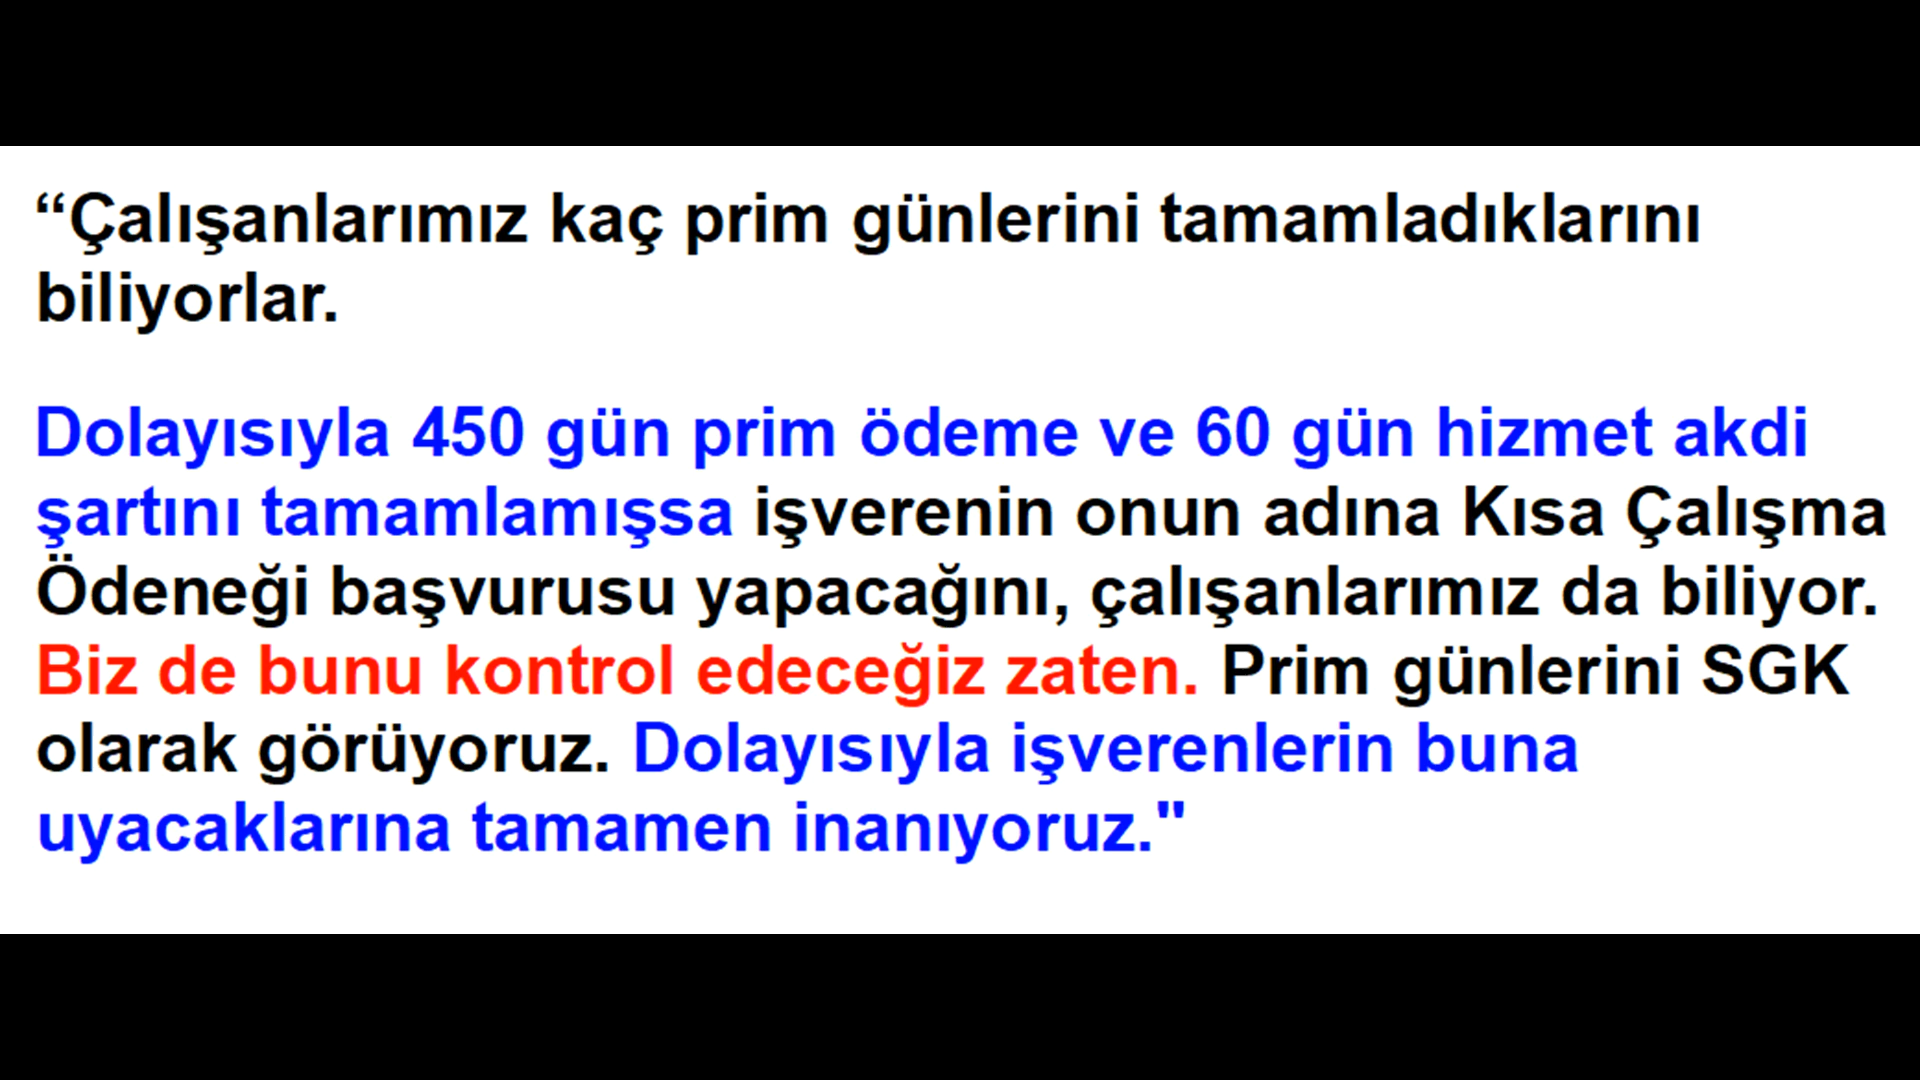 “Çalışanlarımız kaç prim günlerini tamamladıklarını
biliyorlar.
Dolayısıyla 450 gün prim ödeme ve 60 gün hizmet akdi
şartını tamamlamışsa işverenin onun adına Kısa Çalışma
Ödeneği başvurusu yapacağını, çalışanlarımız da biliyor.
Biz de bunu kontrol edeceğiz zaten. Prim günlerini SGK
olarak görüyoruz. Dolayısıyla işverenlerin buna
uyacaklarına tamamen inanıyoruz."